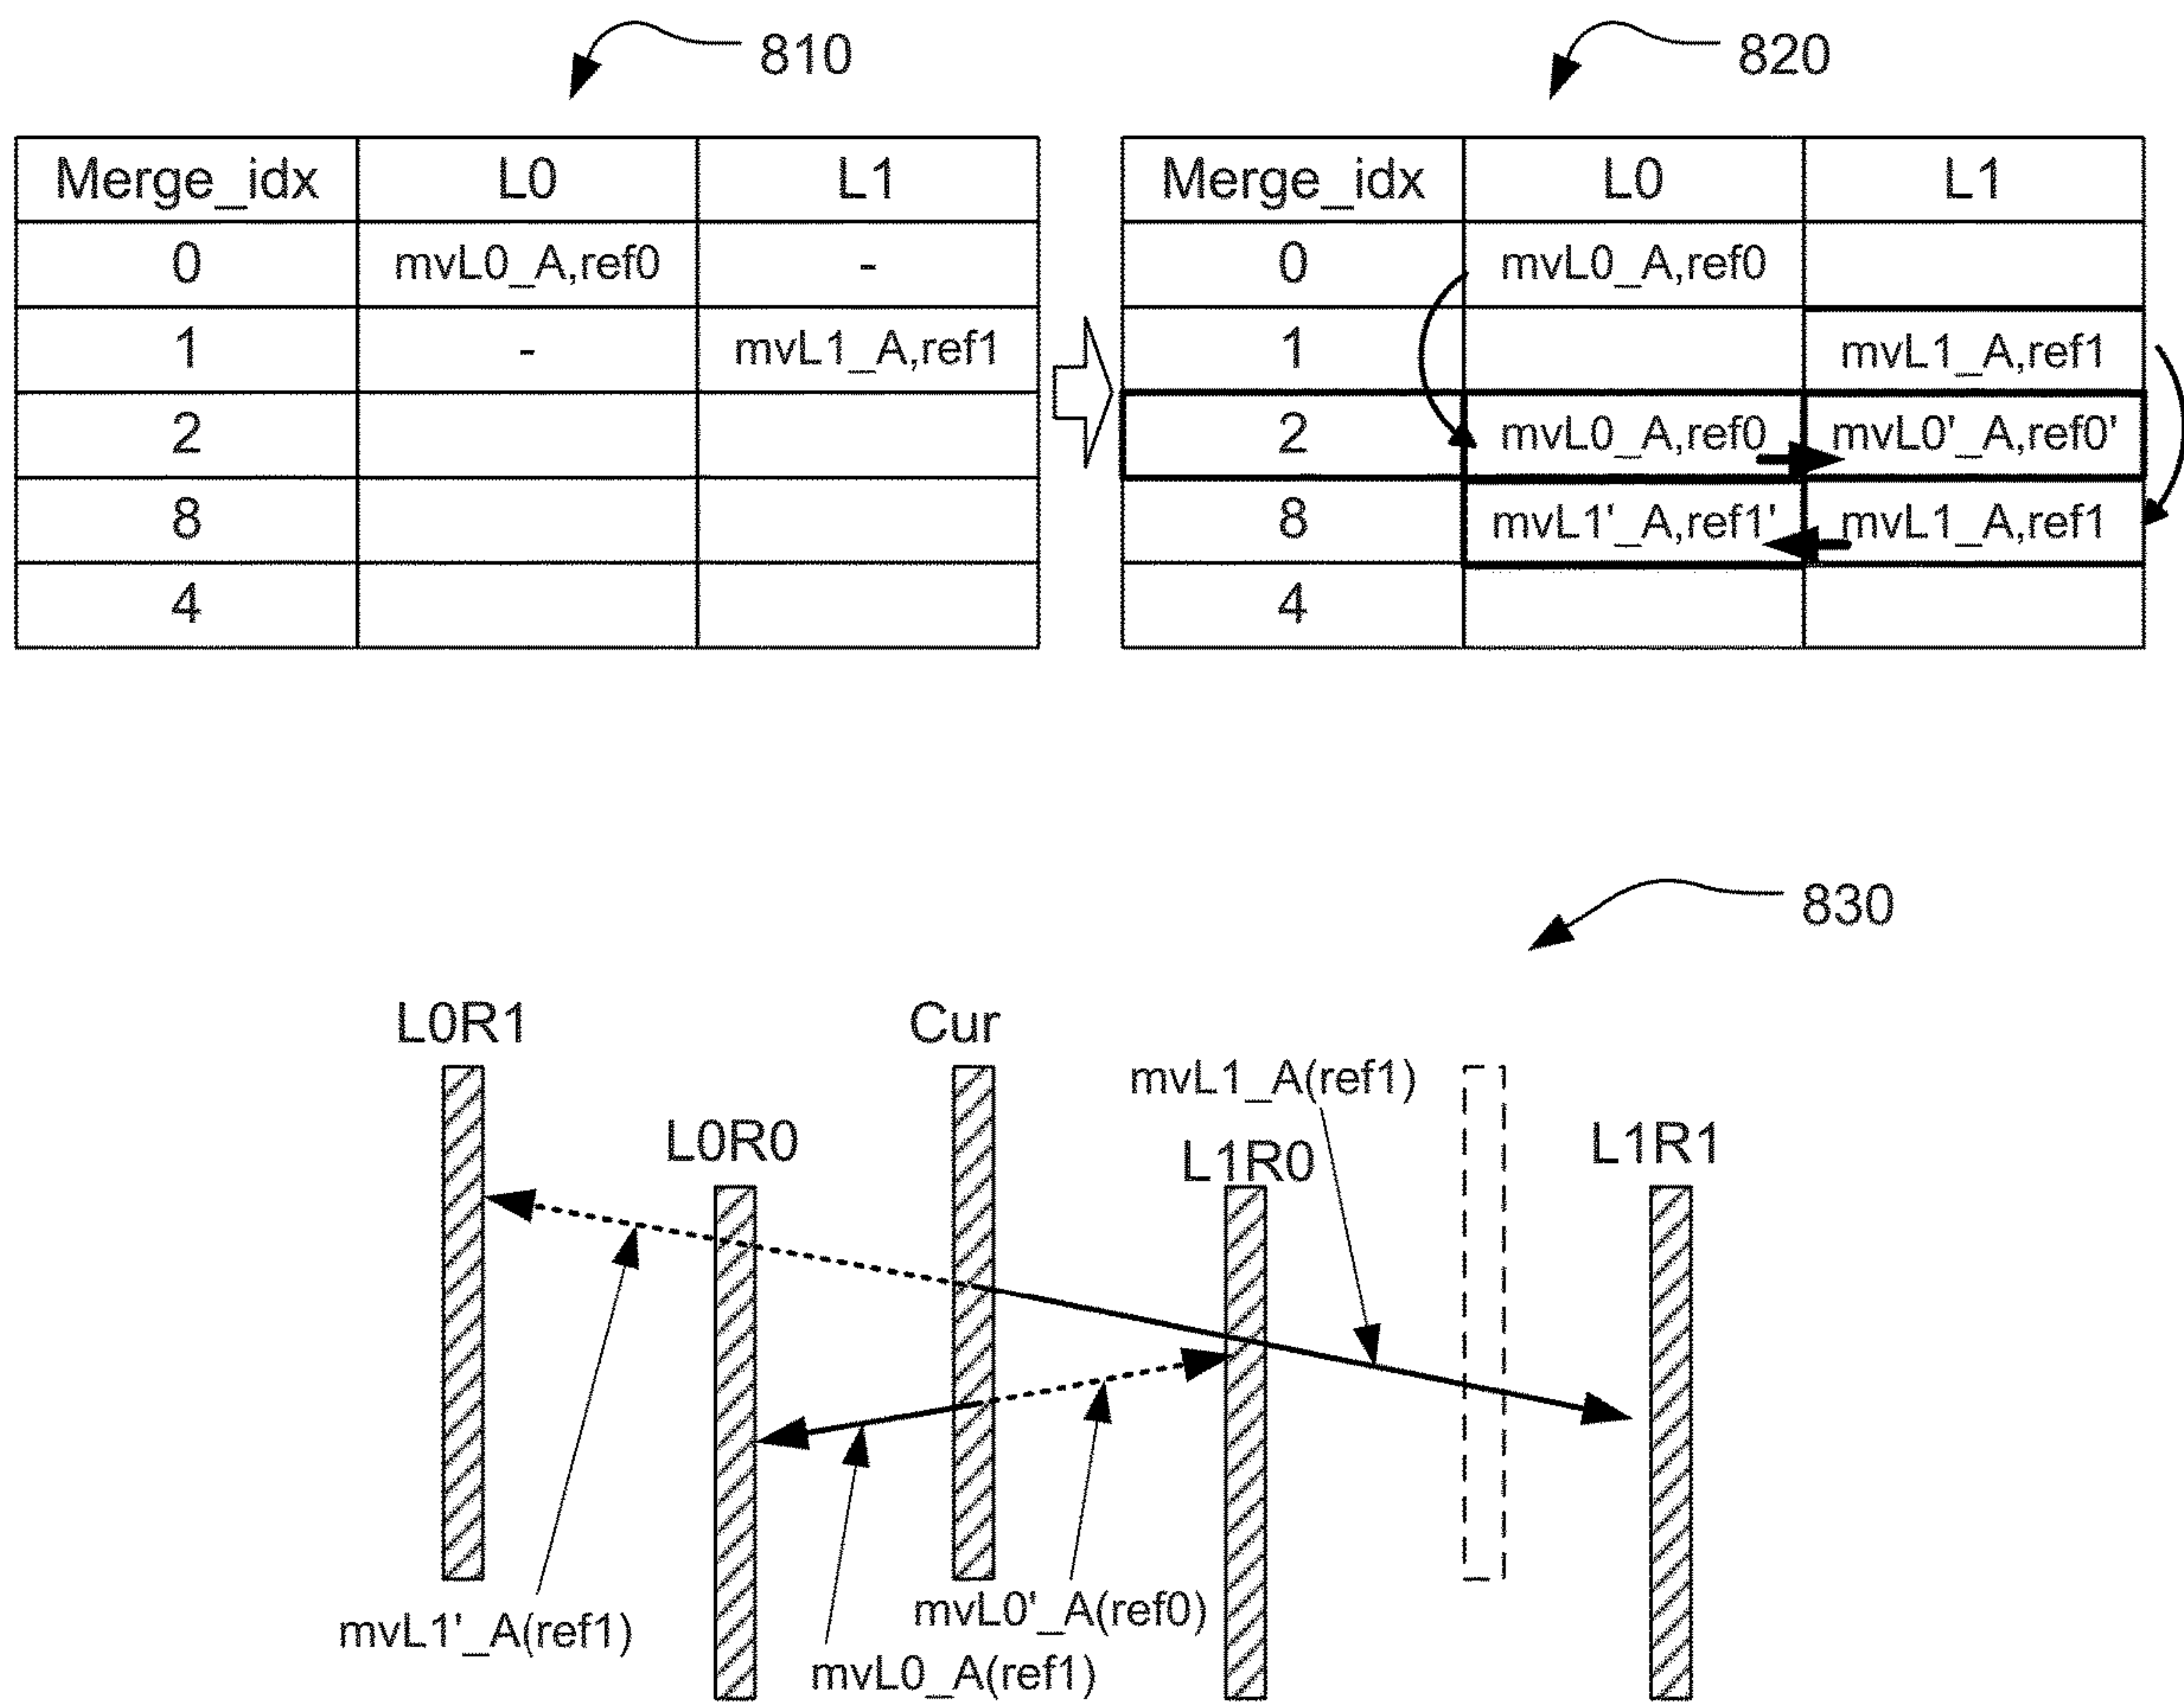 810
820
Merge_idx L0 L1
0 mvL0_A,ref0 -
1 - mvL1_A,ref1
2
8
4
Merge_idx L0 L1
0 mvL0_A,ref0
1 mvL1_A,ref1
2 mvL0_A,ref0 mvL0'_A,ref0'
8 mvL1'_A,ref1' mvL1_A,ref1
4
830
L0R1
Cur
mvL1_A(ref1)
L0R0
L1R0
L1R1
mvL1'_A(ref1)
mvL0'_A(ref0)
mvL0_A(ref1)